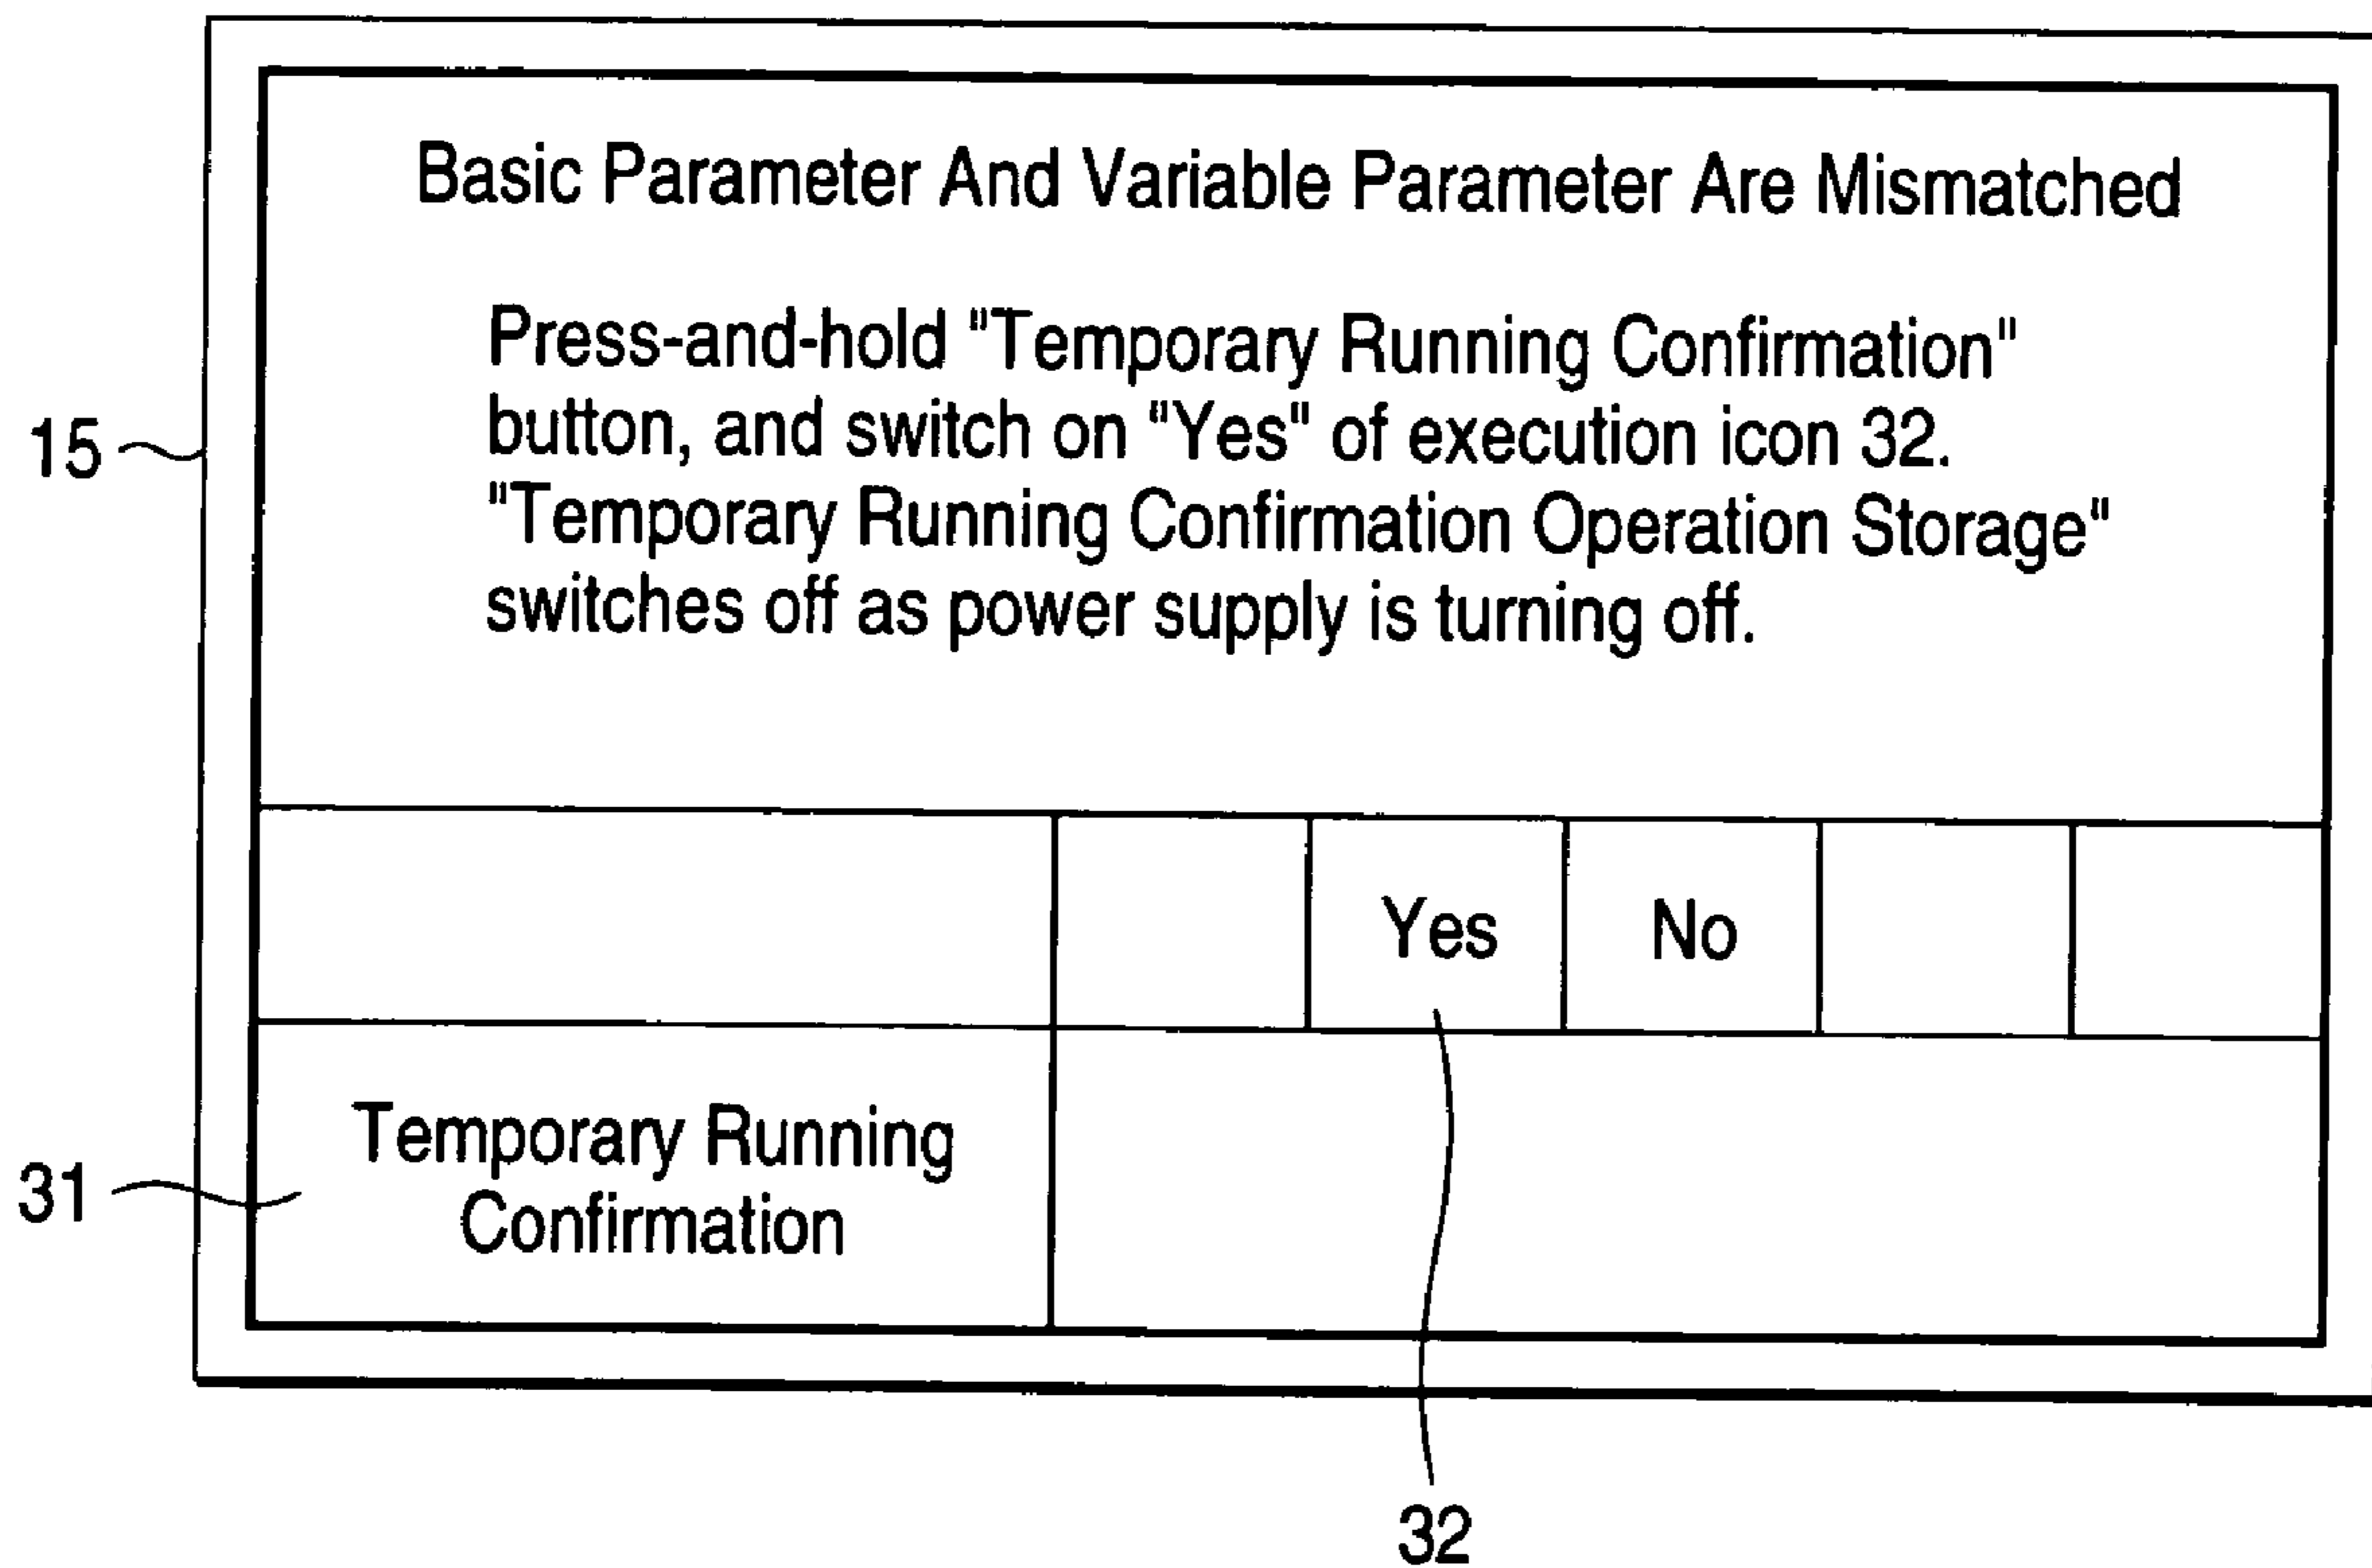 Basic Parameter And Variable Parameter Are Mismatched
Press-and-hold "Temporary Running Confirmation"
button, and switch on "Yes" of execution icon 32.
"Temporary Running Confirmation Operation Storage"
switches off as power supply is turning off.
15
Yes
No
Temporary Running
Confirmation
31
32